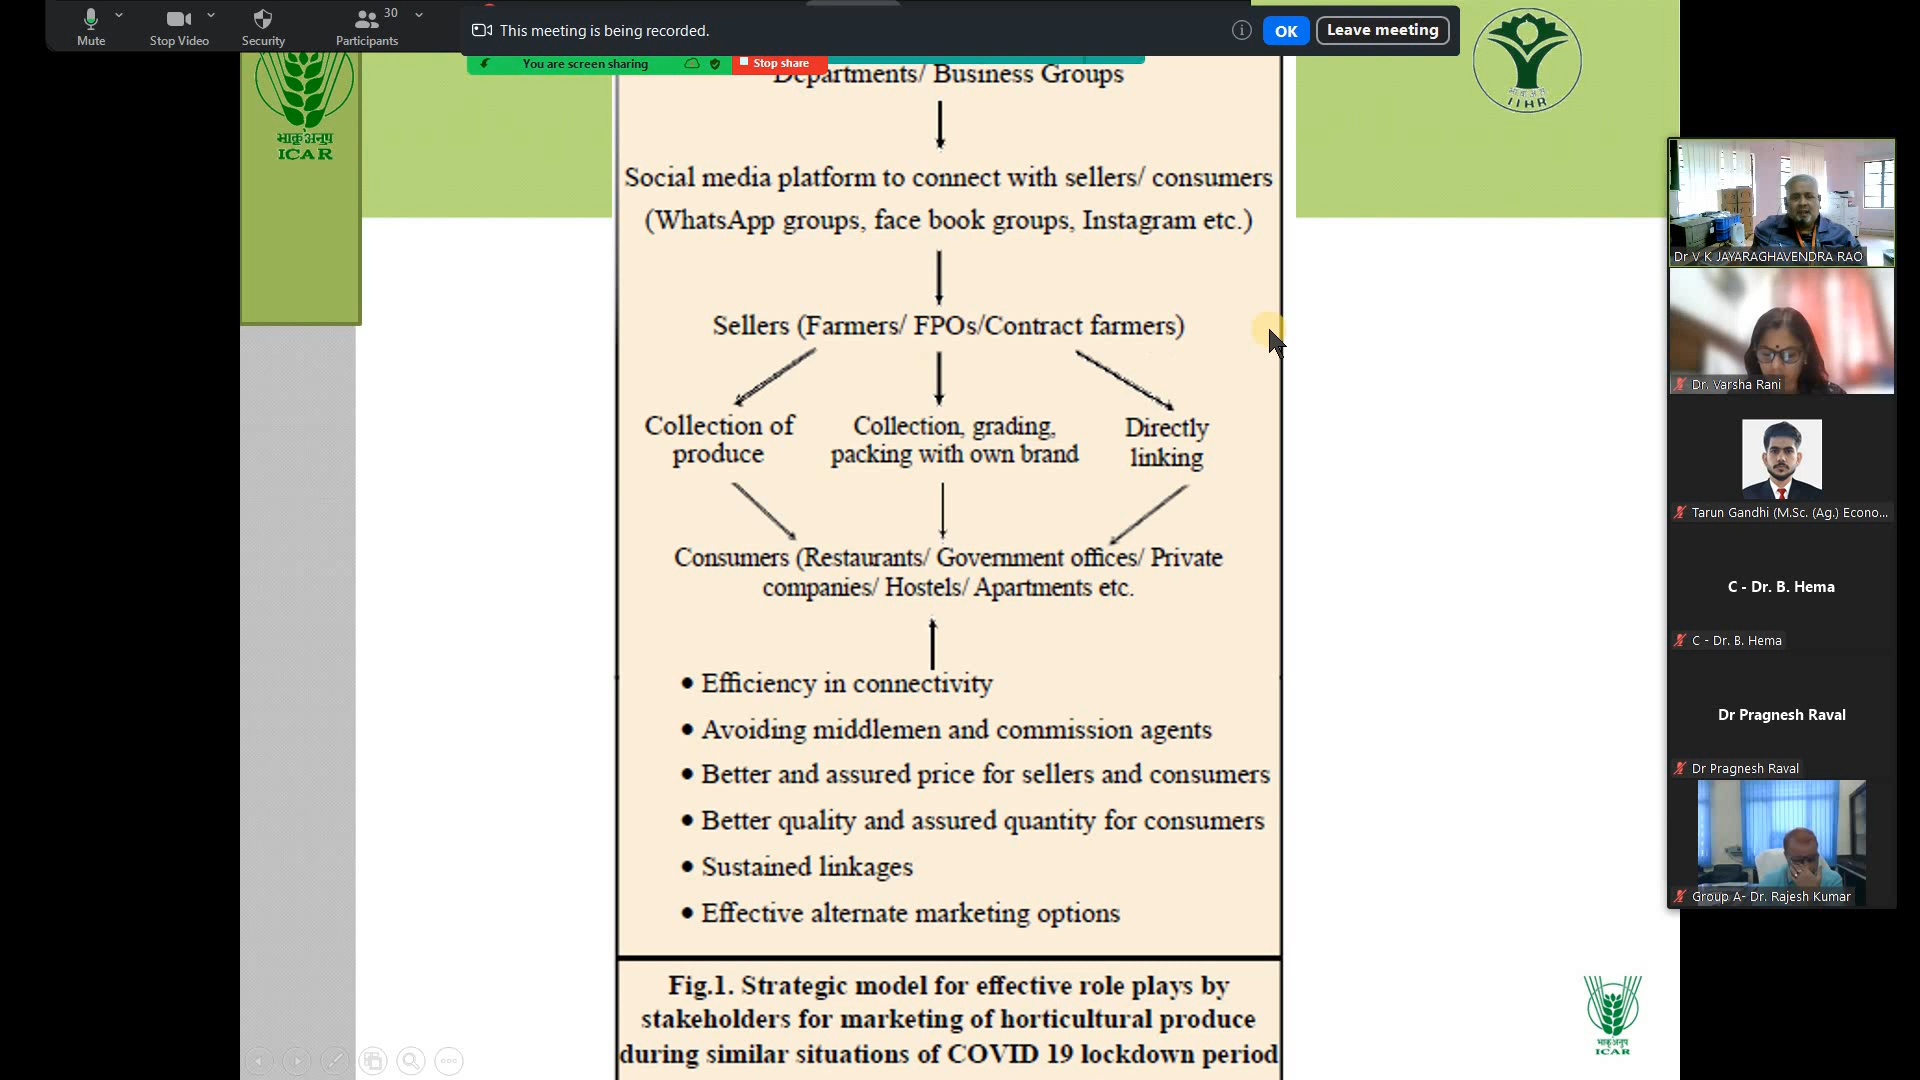 Mute
Stop Video
Security
Participants
30
This meeting is being recorded.
OK
Leave meeting
You are screen sharing
Stop share
भाकृअनुप
ICAR
IIHR
Departments/ Business Groups
Social media platform to connect with sellers/ consumers
(WhatsApp groups, face book groups, Instagram etc.)
Sellers (Farmers/ FPOs/Contract farmers)
Collection of
produce
Collection, grading,
packing with own brand
Directly
linking
Consumers (Restaurants/ Government offices/ Private
companies/ Hostels/ Apartments etc.
• Efficiency in connectivity
• Avoiding middlemen and commission agents
• Better and assured price for sellers and consumers
• Better quality and assured quantity for consumers
• Sustained linkages
• Effective alternate marketing options
Fig.1. Strategic model for effective role plays by
stakeholders for marketing of horticultural produce
during similar situations of COVID 19 lockdown period
Dr V K JAYARAGHAVENDRA RAO
Dr. Varsha Rani
Tarun Gandhi (M.Sc. (Ag.) Econo...
C - Dr. B. Hema
C - Dr. B. Hema
Dr Pragnesh Raval
Dr Pragnesh Raval
Group A- Dr. Rajesh Kumar
भाकृअनुप
ICAR